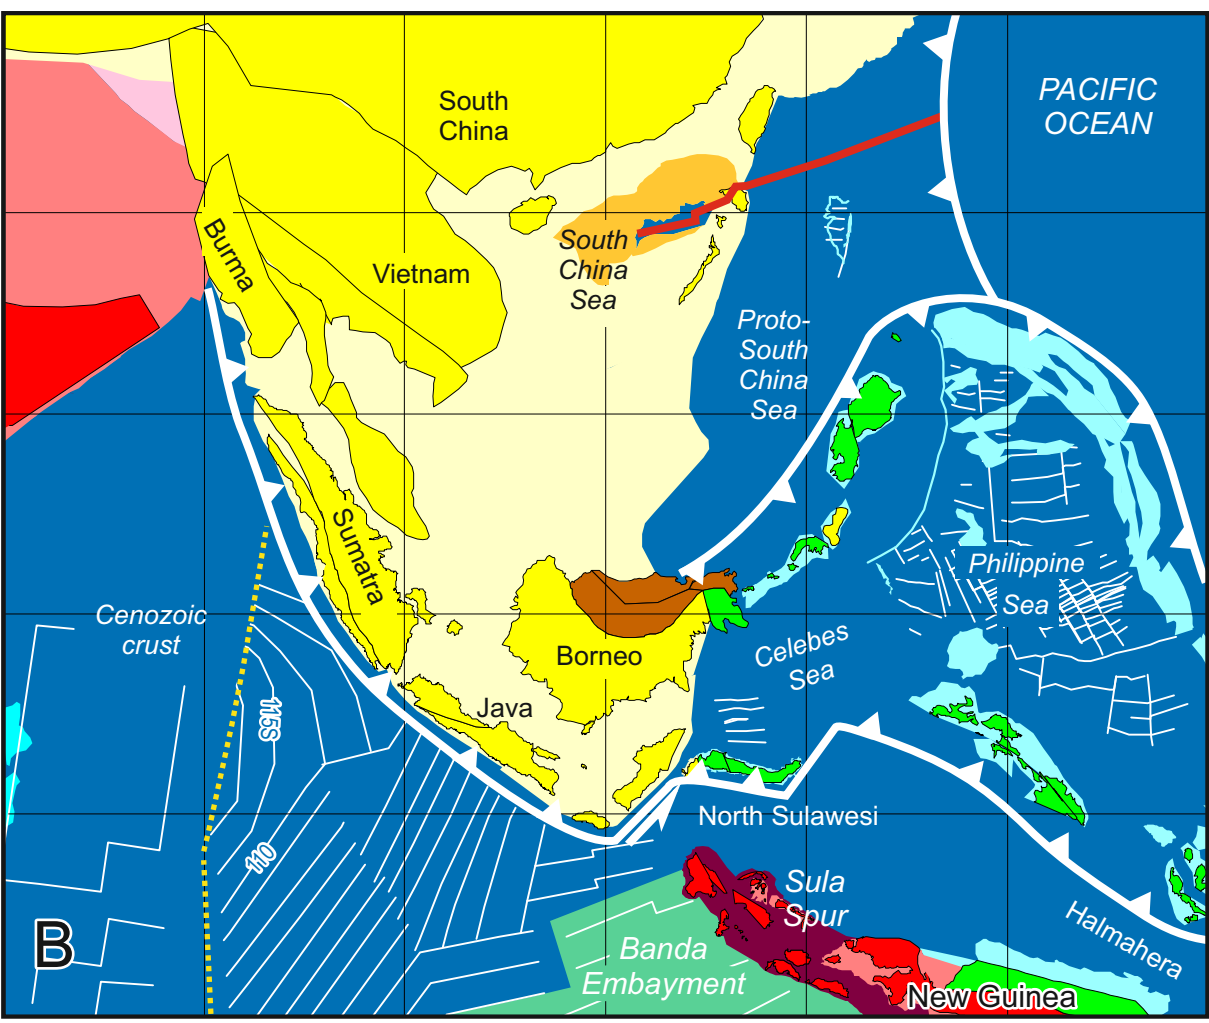 South
China
PACIFIC
OCEAN
Burma
Vietnam
South
China
Sea
Proto-
South
China
Sea
Sumatra
Philippine
Sea
Cenozoic
crust
Borneo
Celebes
Sea
115S
Java
North Sulawesi
110
Sula
Spur
Halmahera
B
Banda
Embayment
New Guinea